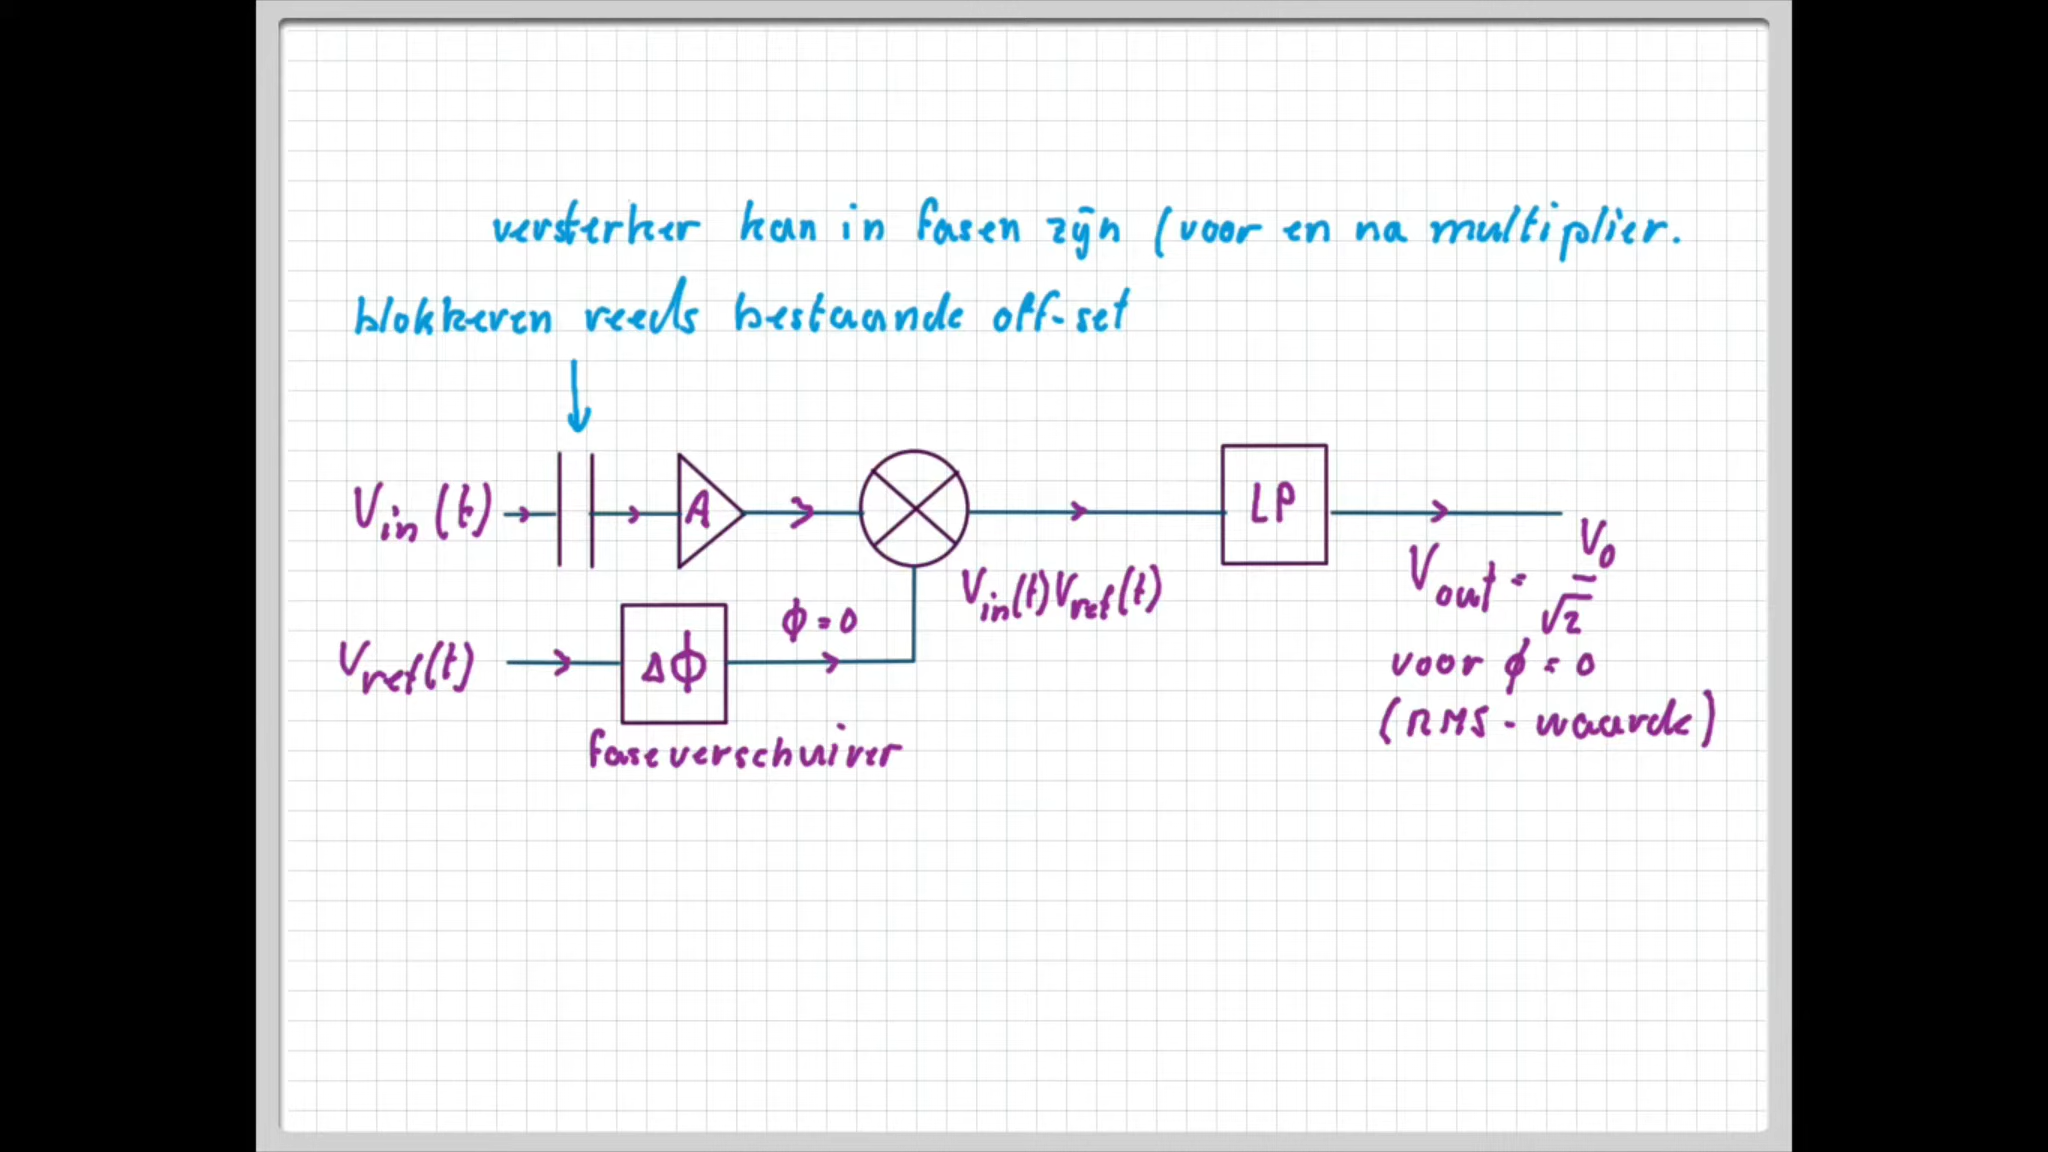 versterker kan in fasen zijn (voor en na multiplier.
blokkeren reeds bestaande off-set
V_in(t)
A
LP
V_out = V_0/√2
V_in(t)V_ref(t)
ϕ = 0
V_ref(t)
Δϕ
voor ϕ = 0
(RMS - waarde)
faseverschuiver